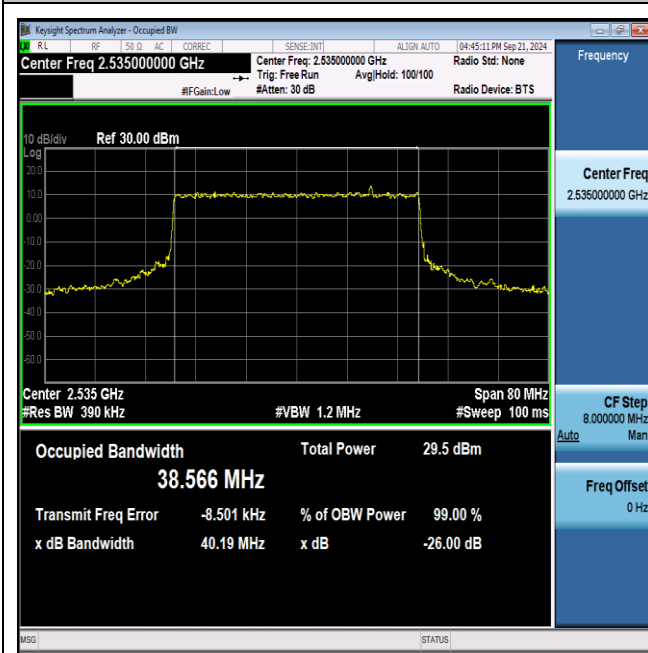 Keysight Spectrum Analyzer - Occupied BW
RL RF 50 Ω AC CORREC SENSE:INT ALIGN AUTO 04:45:11 PM Sep 21, 2024
Center Freq 2.535000000 GHz
Center Freq: 2.535000000 GHz Radio Std: None
Trig: Free Run Avg|Hold: 100/100
#IFGain:Low #Atten: 30 dB Radio Device: BTS
Frequency
10 dB/div Ref 30.00 dBm
Log
20.0
10.0
0.00
-10.0
-20.0
-30.0
-40.0
-50.0
-60.0
Center Freq
2.535000000 GHz
Center 2.535 GHz Span 80 MHz
#Res BW 390 kHz #VBW 1.2 MHz #Sweep 100 ms
CF Step
8.000000 MHz
Auto Man
Occupied Bandwidth Total Power 29.5 dBm
38.566 MHz
Transmit Freq Error -8.501 kHz % of OBW Power 99.00 %
x dB Bandwidth 40.19 MHz x dB -26.00 dB
Freq Offset
0 Hz
MSG STATUS